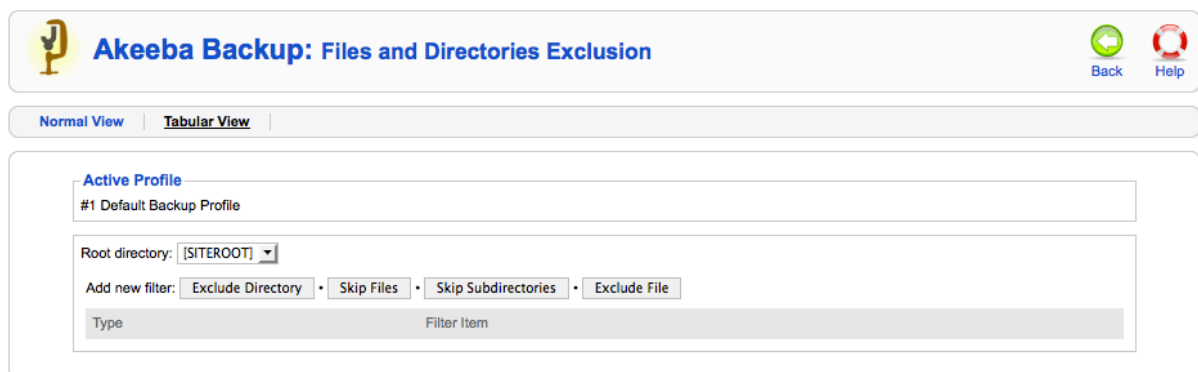 Akeeba Backup: Files and Directories Exclusion
Back
Help
Normal View
Tabular View
Active Profile
#1 Default Backup Profile
Root directory: [SITEROOT]
Add new filter: Exclude Directory • Skip Files • Skip Subdirectories • Exclude File
Type Filter Item